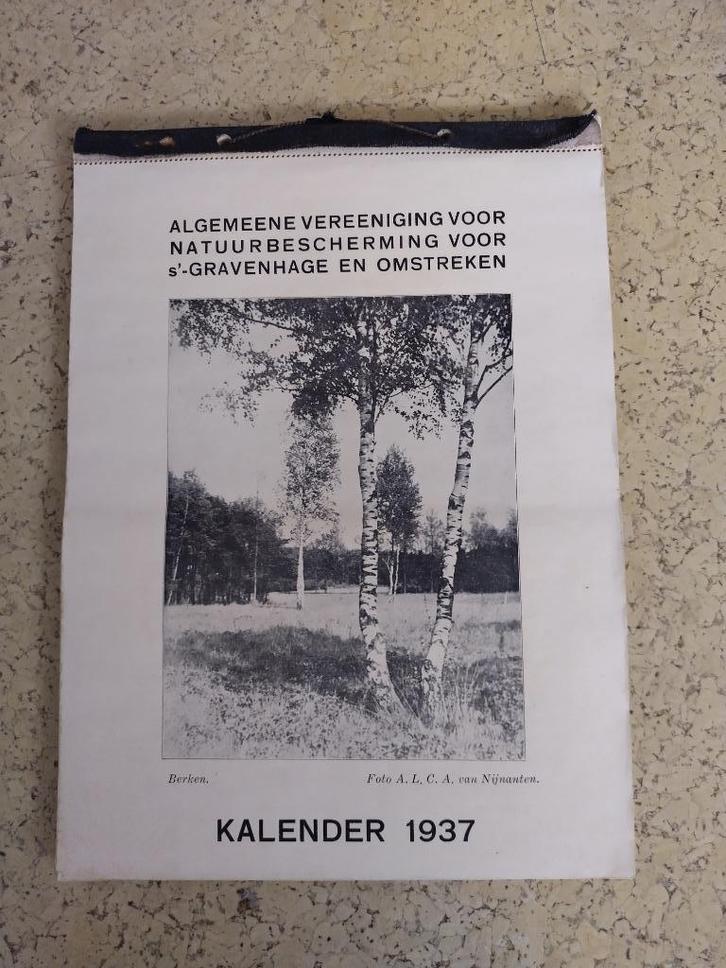 ALGEMEENE VEREENIGING VOOR
NATUURBESCHERMING VOOR
s'-GRAVENHAGE EN OMSTREKEN
Berken.
Foto A. L. C. A. van Nijnanten.
KALENDER 1937